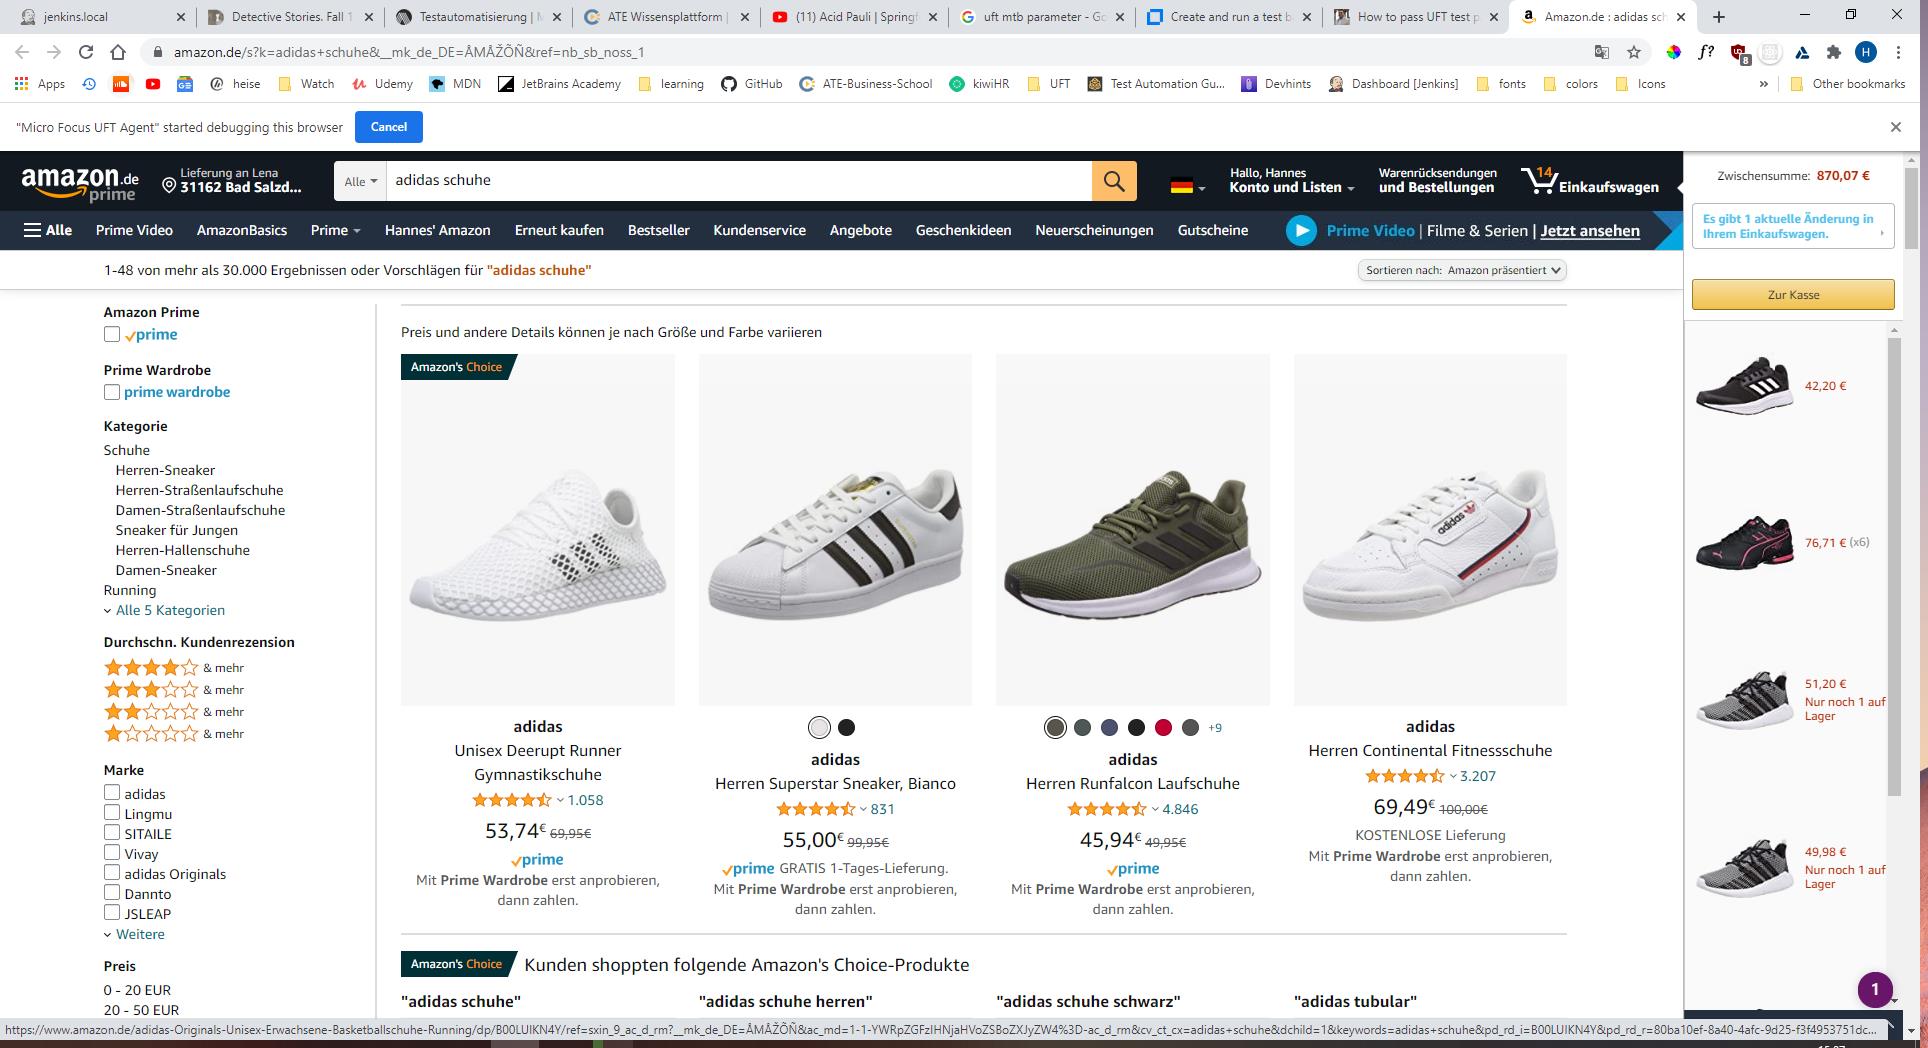 jenkins.local
Detective Stories. Fall 1
Testautomatisierung | M
ATE Wissensplattform |
(11) Acid Pauli | Springf
uft mtb parameter - Go
Create and run a test b
How to pass UFT test p
Amazon.de : adidas sch
amazon.de/s?k=adidas+schuhe&__mk_de_DE=ÅMÅŽÕÑ&ref=nb_sb_noss_1
f?
8
H
Apps
heise
Watch
Udemy
MDN
JetBrains Academy
learning
GitHub
ATE-Business-School
kiwiHR
UFT
Test Automation Gu...
Devhints
Dashboard [Jenkins]
fonts
colors
Icons
»
Other bookmarks
"Micro Focus UFT Agent" started debugging this browser
Cancel
amazon.de
prime
Lieferung an Lena
31162 Bad Salzd...
Alle
adidas schuhe
Hallo, Hannes
Konto und Listen
Warenrücksendungen
und Bestellungen
14
Einkaufswagen
Alle
Prime Video
AmazonBasics
Prime
Hannes' Amazon
Erneut kaufen
Bestseller
Kundenservice
Angebote
Geschenkideen
Neuerscheinungen
Gutscheine
Prime Video | Filme & Serien | Jetzt ansehen
1-48 von mehr als 30.000 Ergebnissen oder Vorschlägen für "adidas schuhe"
Sortieren nach: Amazon präsentiert
Amazon Prime
prime
Prime Wardrobe
prime wardrobe
Kategorie
Schuhe
Herren-Sneaker
Herren-Straßenlaufschuhe
Damen-Straßenlaufschuhe
Sneaker für Jungen
Herren-Hallenschuhe
Damen-Sneaker
Running
Alle 5 Kategorien
Durchschn. Kundenrezension
& mehr
& mehr
& mehr
& mehr
Marke
adidas
Lingmu
SITAILE
Vivay
adidas Originals
Dannto
JSLEAP
Weitere
Preis
0 - 20 EUR
20 - 50 EUR
Preis und andere Details können je nach Größe und Farbe variieren
Amazon's Choice
adidas
Unisex Deerupt Runner
Gymnastikschuhe
1.058
53,74€ 69,95€
prime
Mit Prime Wardrobe erst anprobieren,
dann zahlen.
adidas
Herren Superstar Sneaker, Bianco
831
55,00€ 99,95€
prime GRATIS 1-Tages-Lieferung.
Mit Prime Wardrobe erst anprobieren,
dann zahlen.
+9
adidas
Herren Runfalcon Laufschuhe
4.846
45,94€ 49,95€
prime
Mit Prime Wardrobe erst anprobieren,
dann zahlen.
adidas
adidas
Herren Continental Fitnessschuhe
3.207
69,49€ 100,00€
KOSTENLOSE Lieferung
Mit Prime Wardrobe erst anprobieren,
dann zahlen.
Amazon's Choice Kunden shoppten folgende Amazon's Choice-Produkte
"adidas schuhe"
"adidas schuhe herren"
"adidas schuhe schwarz"
"adidas tubular"
Zwischensumme: 870,07 €
Es gibt 1 aktuelle Änderung in
Ihrem Einkaufswagen.
Zur Kasse
42,20 €
76,71 € (x6)
51,20 €
Nur noch 1 auf
Lager
49,98 €
Nur noch 1 auf
Lager
1
https://www.amazon.de/adidas-Originals-Unisex-Erwachsene-Basketballschuhe-Running/dp/B00LUIKN4Y/ref=sxin_9_ac_d_rm?__mk_de_DE=ÅMÅŽÕÑ&ac_md=1-1-YWRpZGFzIHNjaHVoZSBoZXJyZW4%3D-ac_d_rm&cv_ct_cx=adidas+schuhe&dchild=1&keywords=adidas+schuhe&pd_rd_i=B00LUIKN4Y&pd_rd_r=80ba10ef-8a40-4afc-9d25-f3f4953751dc...